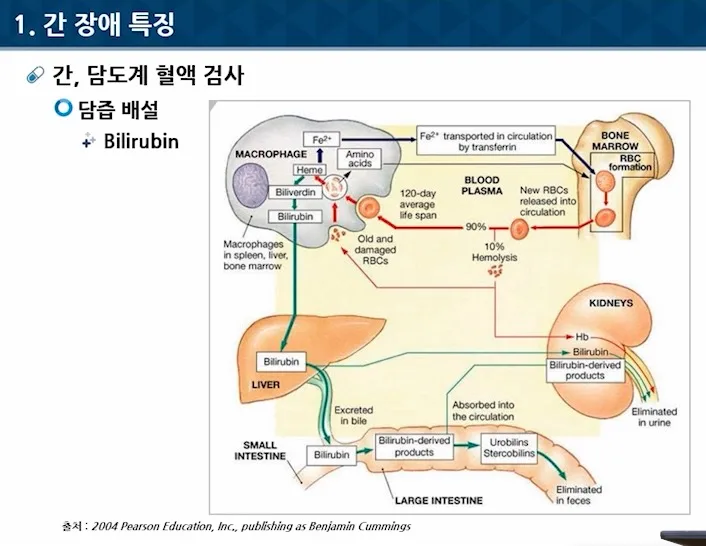 1. 간 장애 특징
간, 담도계 혈액 검사
담즙 배설
Bilirubin
MACROPHAGE
Fe²⁺
Amino
acids
Heme
Biliverdin
Bilirubin
Macrophages
in spleen, liver,
bone marrow
Fe²⁺ transported in circulation
by transferrin
BONE
MARROW
RBC
formation
BLOOD
PLASMA
120-day
average
life span
New RBCs
released into
circulation
90%
10%
Hemolysis
Old and
damaged
RBCs
KIDNEYS
Hb
Bilirubin
Bilirubin-derived
products
Eliminated
in urine
Bilirubin
LIVER
Excreted
in bile
Absorbed into
the circulation
SMALL
INTESTINE
Bilirubin
Bilirubin-derived
products
Urobilins
Stercobilins
LARGE INTESTINE
Eliminated
in feces
출처 : 2004 Pearson Education, Inc., publishing as Benjamin Cummings